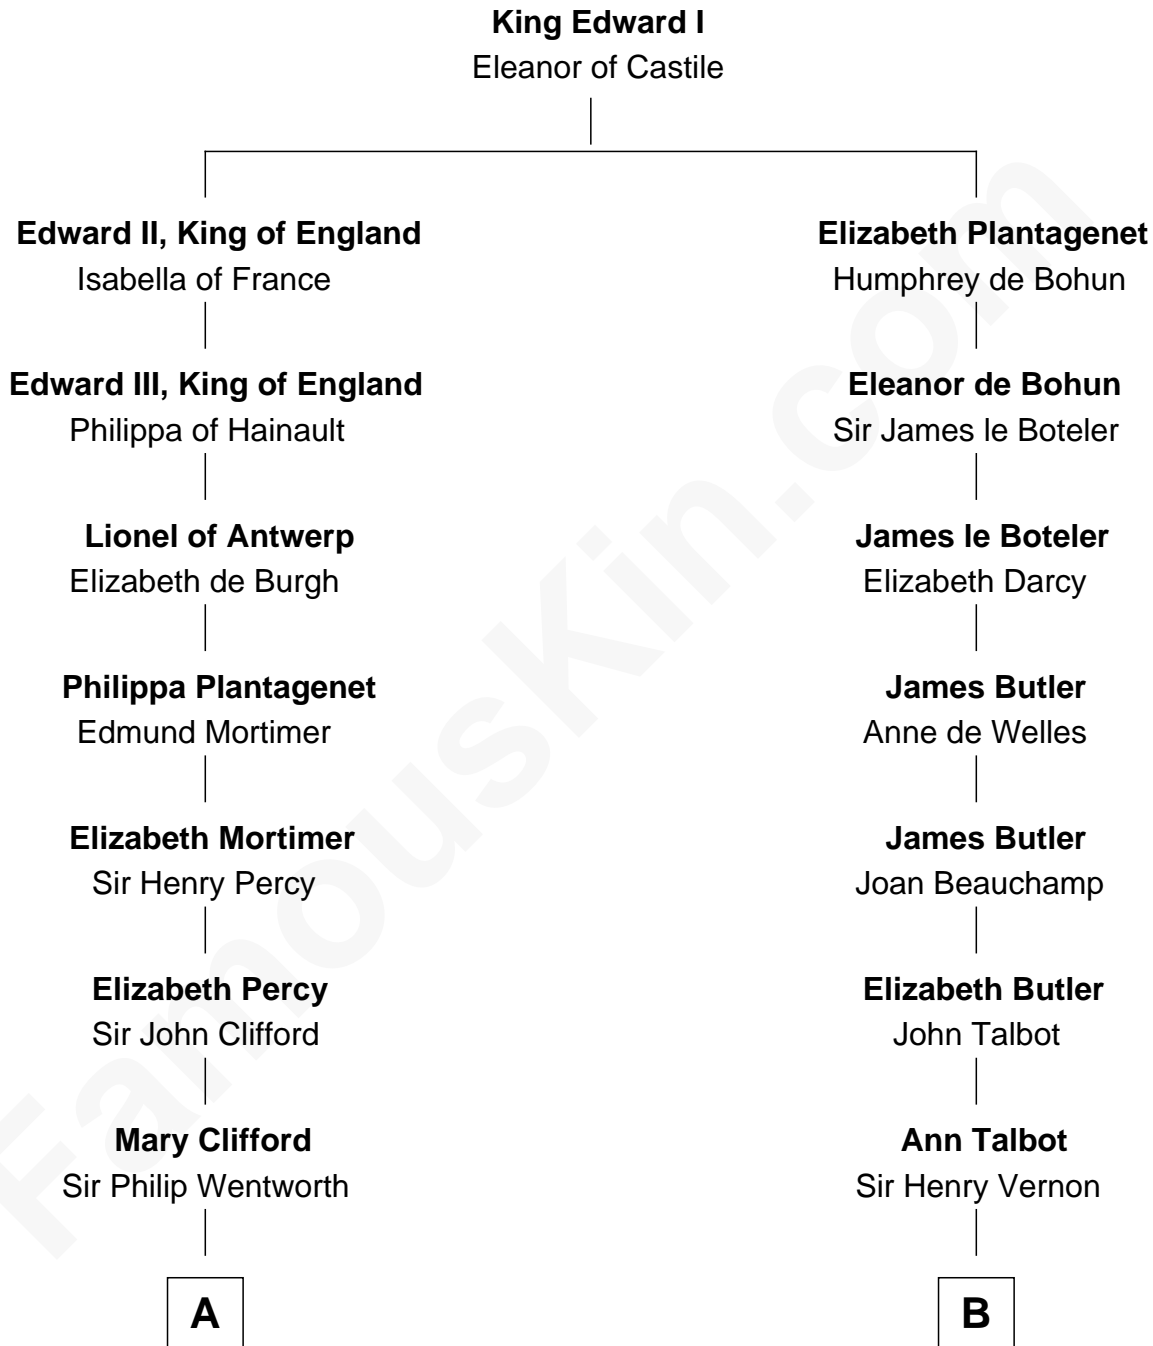 King Edward I
Eleanor of Castile
Edward II, King of England
Isabella of France
Elizabeth Plantagenet
Humphrey de Bohun
Edward III, King of England
Philippa of Hainault
Eleanor de Bohun
Sir James le Boteler
Lionel of Antwerp
Elizabeth de Burgh
James le Boteler
Elizabeth Darcy
Philippa Plantagenet
Edmund Mortimer
James Butler
Anne de Welles
Elizabeth Mortimer
Sir Henry Percy
James Butler
Joan Beauchamp
Elizabeth Percy
Sir John Clifford
Elizabeth Butler
John Talbot
Mary Clifford
Sir Philip Wentworth
Ann Talbot
Sir Henry Vernon
A
B
FamousKin.com